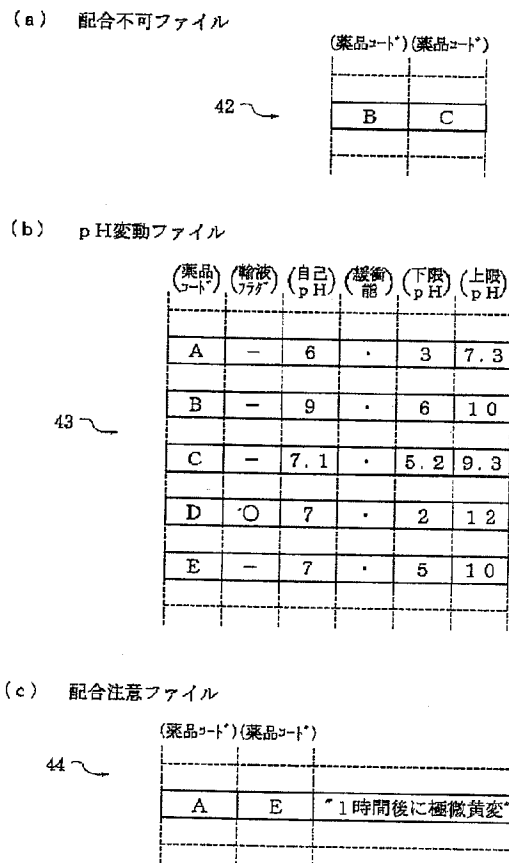 (a) 配合不可ファイル
(薬品コード)(薬品コード)
42
B C
(b) pH変動ファイル
(薬品コード) (輸液フラグ) (自己pH) (緩衝能) (下限pH) (上限pH)
A － 6 ・ 3 7.3
B － 9 ・ 6 10
43
C － 7.1 ・ 5.2 9.3
D ○ 7 ・ 2 12
E － 7 ・ 5 10
(c) 配合注意ファイル
(薬品コード)(薬品コード)
44
A E "1時間後に極微黄変"